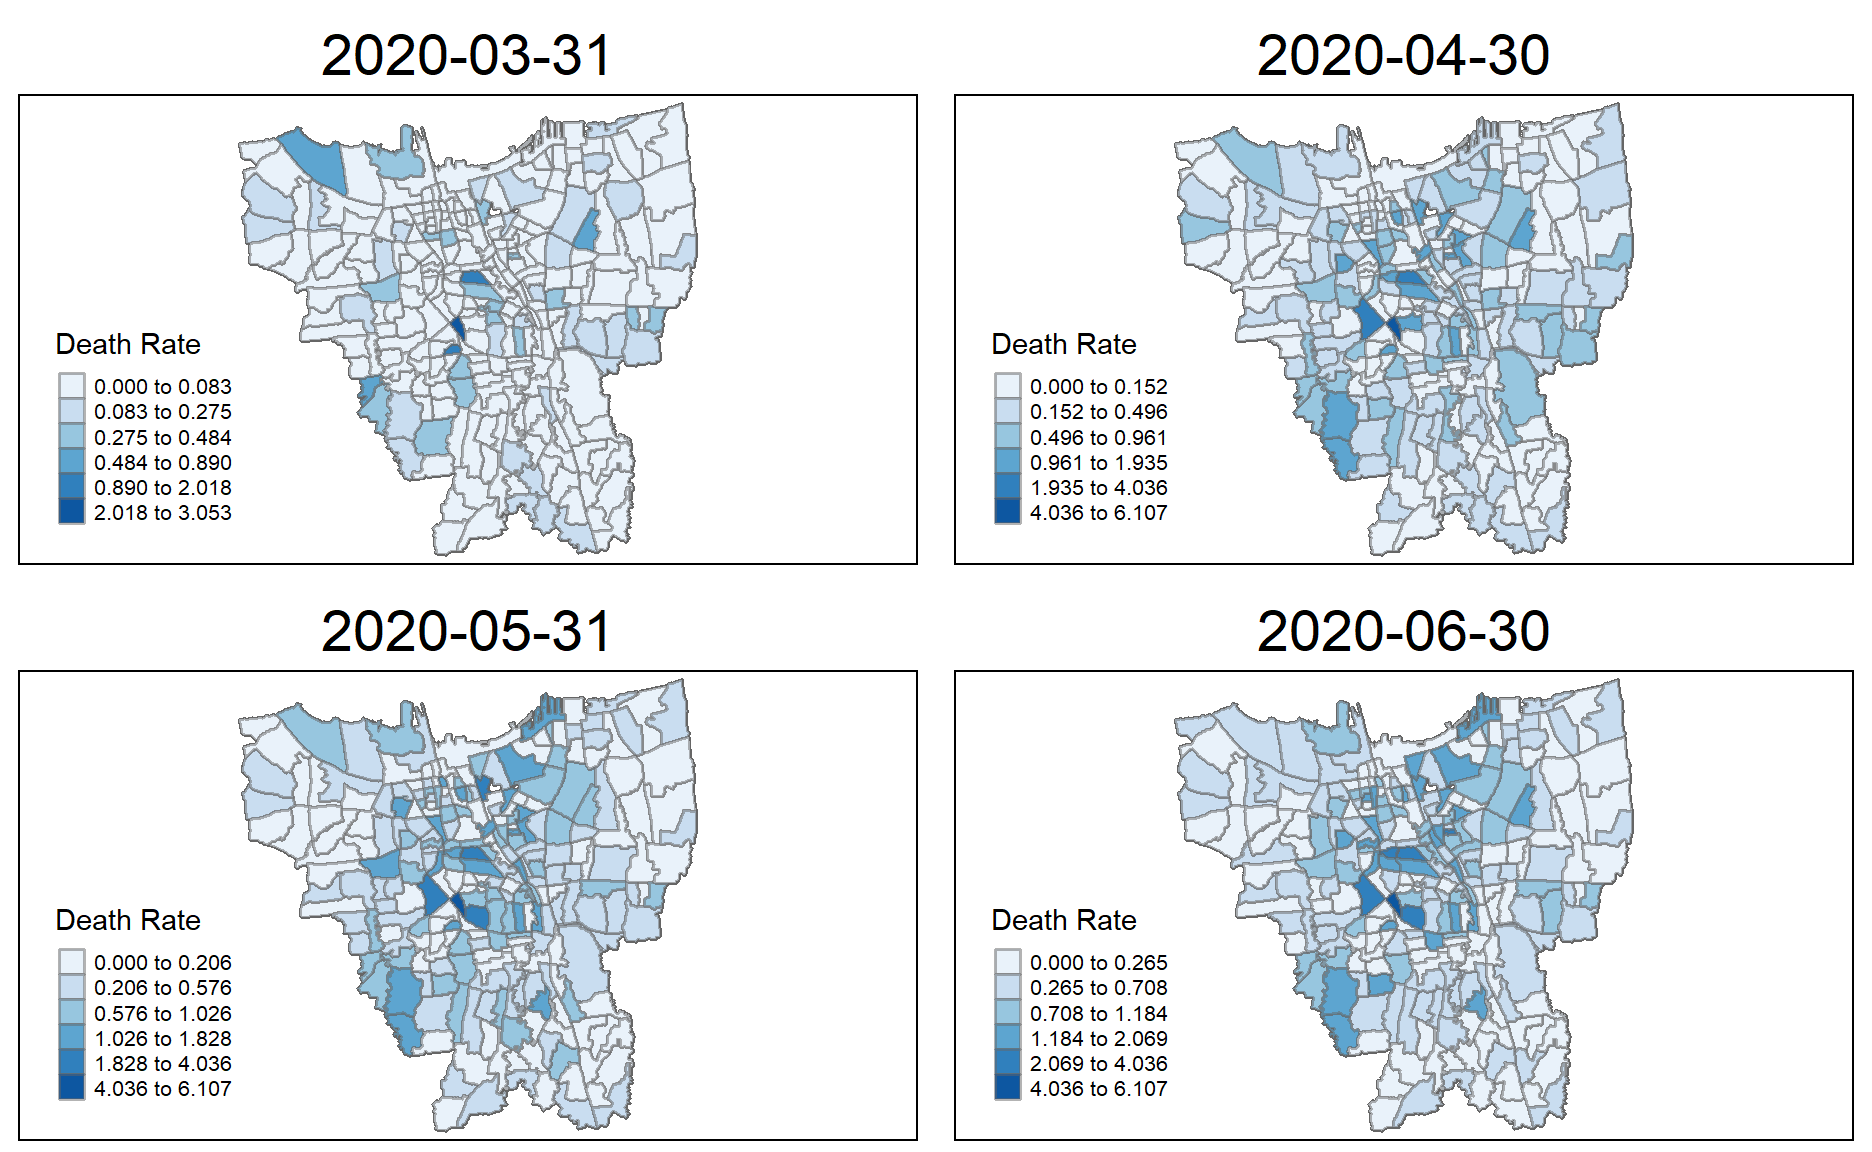 2020-03-31
Death Rate
0.000 to 0.083
0.083 to 0.275
0.275 to 0.484
0.484 to 0.890
0.890 to 2.018
2.018 to 3.053
2020-04-30
Death Rate
0.000 to 0.152
0.152 to 0.496
0.496 to 0.961
0.961 to 1.935
1.935 to 4.036
4.036 to 6.107
2020-05-31
Death Rate
0.000 to 0.206
0.206 to 0.576
0.576 to 1.026
1.026 to 1.828
1.828 to 4.036
4.036 to 6.107
2020-06-30
Death Rate
0.000 to 0.265
0.265 to 0.708
0.708 to 1.184
1.184 to 2.069
2.069 to 4.036
4.036 to 6.107